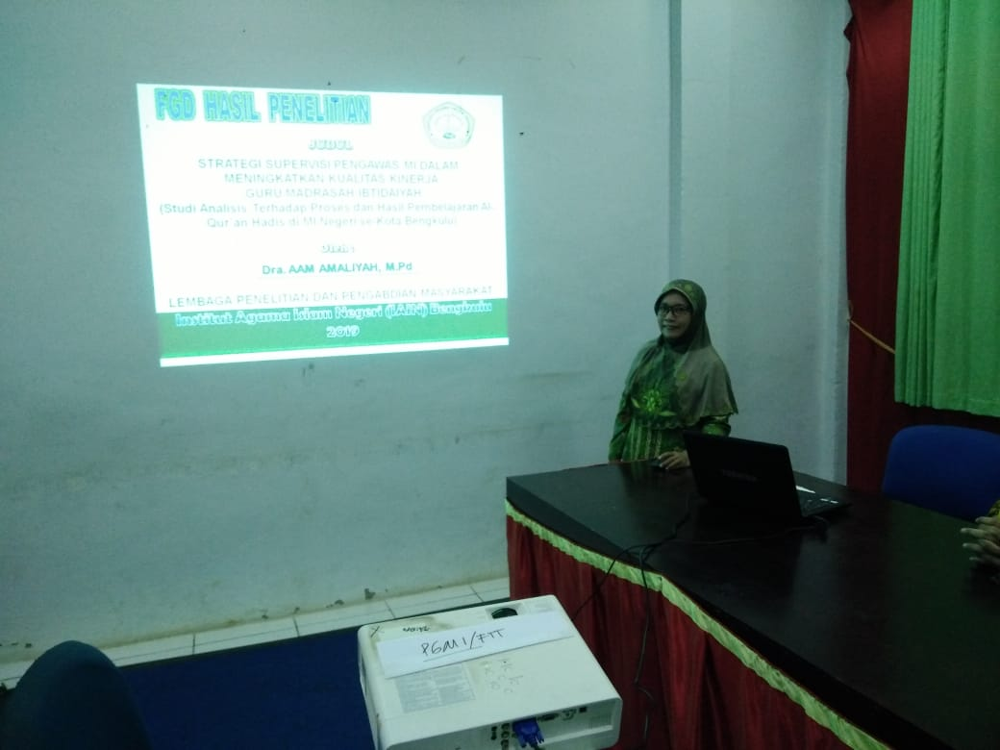 FGD HASIL PENELITIAN
JUDUL
STRATEGI SUPERVISI PENGAWAS MI DALAM
MENINGKATKAN KUALITAS KINERJA
GURU MADRASAH IBTIDAIYAH
(Studi Analisis Terhadap Proses dan Hasil Pembelajaran Al-
Qur'an Hadis di MI Negeri se-Kota Bengkulu)
Oleh :
Dra. AAM AMALIYAH, M.Pd
LEMBAGA PENELITIAN DAN PENGABDIAN MASYARAKAT
Institut Agama Islam Negeri (IAIN) Bengkulu
2019
TOSHIBA
PGMI/FTT